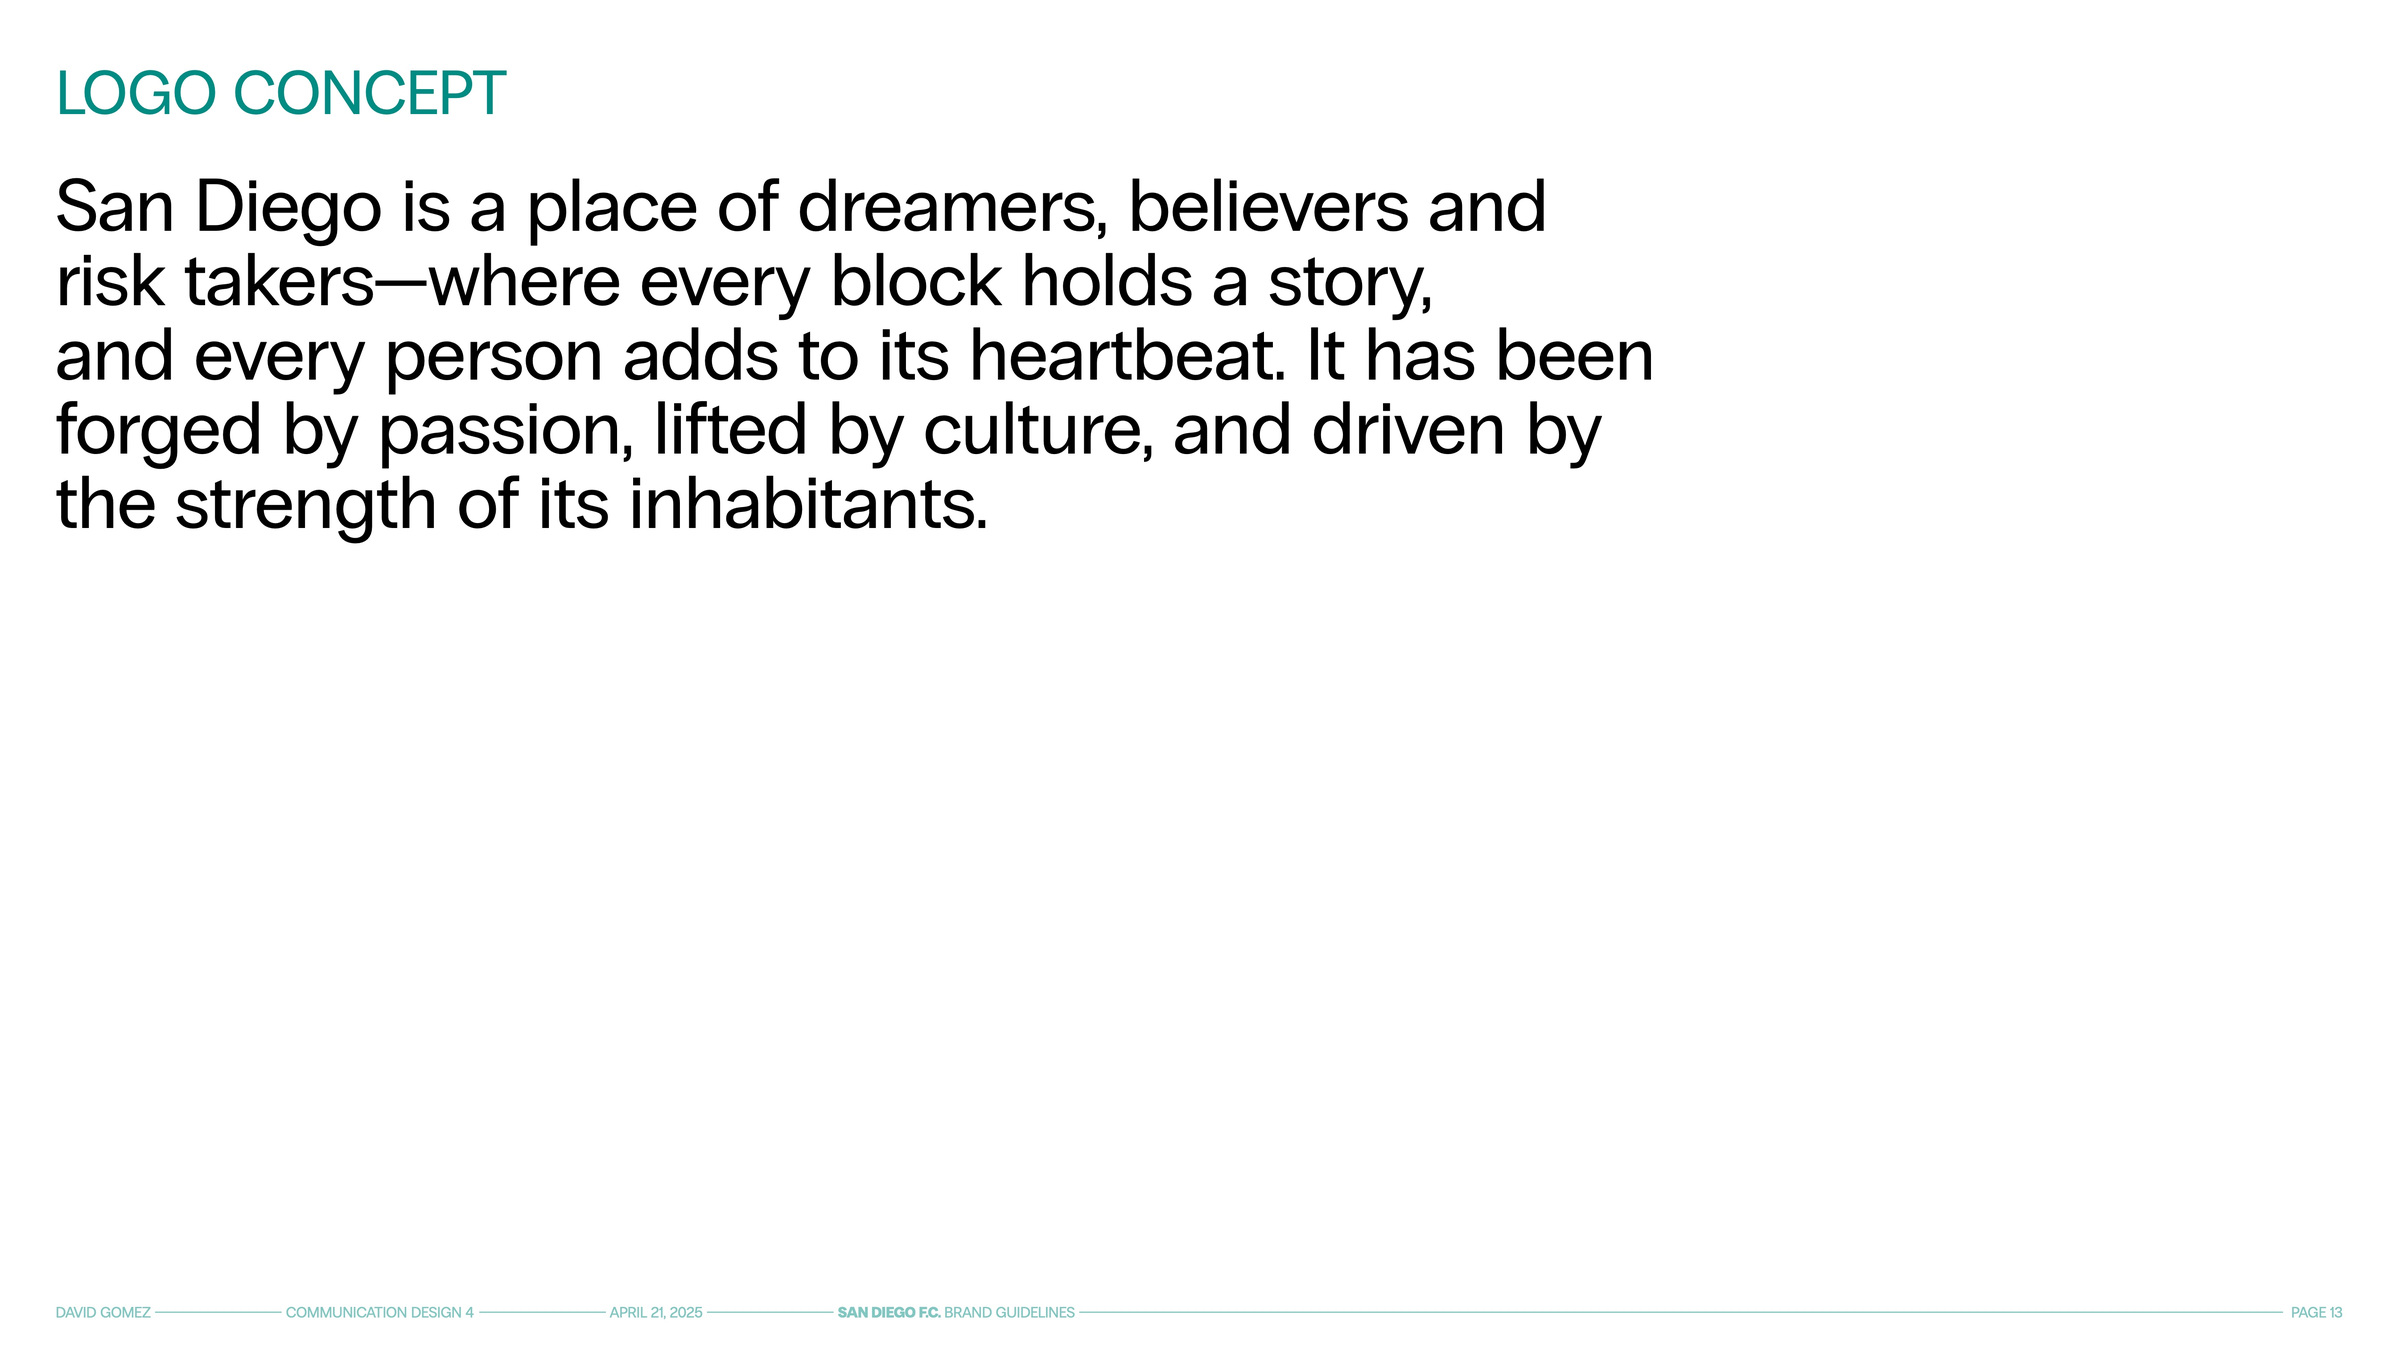 LOGO CONCEPT
San Diego is a place of dreamers, believers and
risk takers—where every block holds a story,
and every person adds to its heartbeat. It has been
forged by passion, lifted by culture, and driven by
the strength of its inhabitants.
DAVID GOMEZ COMMUNICATION DESIGN 4 APRIL 21, 2025 SAN DIEGO F.C. BRAND GUIDELINES PAGE 13